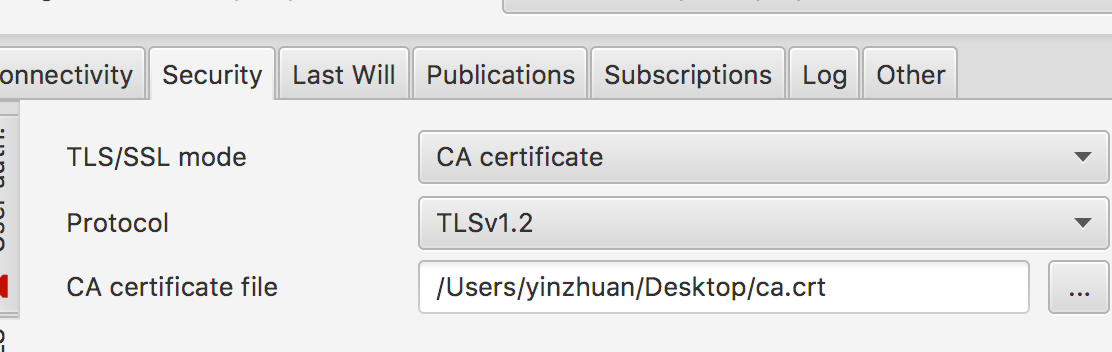 onnectivity Security Last Will Publications Subscriptions Log Other
TLS/SSL mode CA certificate
Protocol TLSv1.2
CA certificate file /Users/yinzhuan/Desktop/ca.crt ...
User auth.